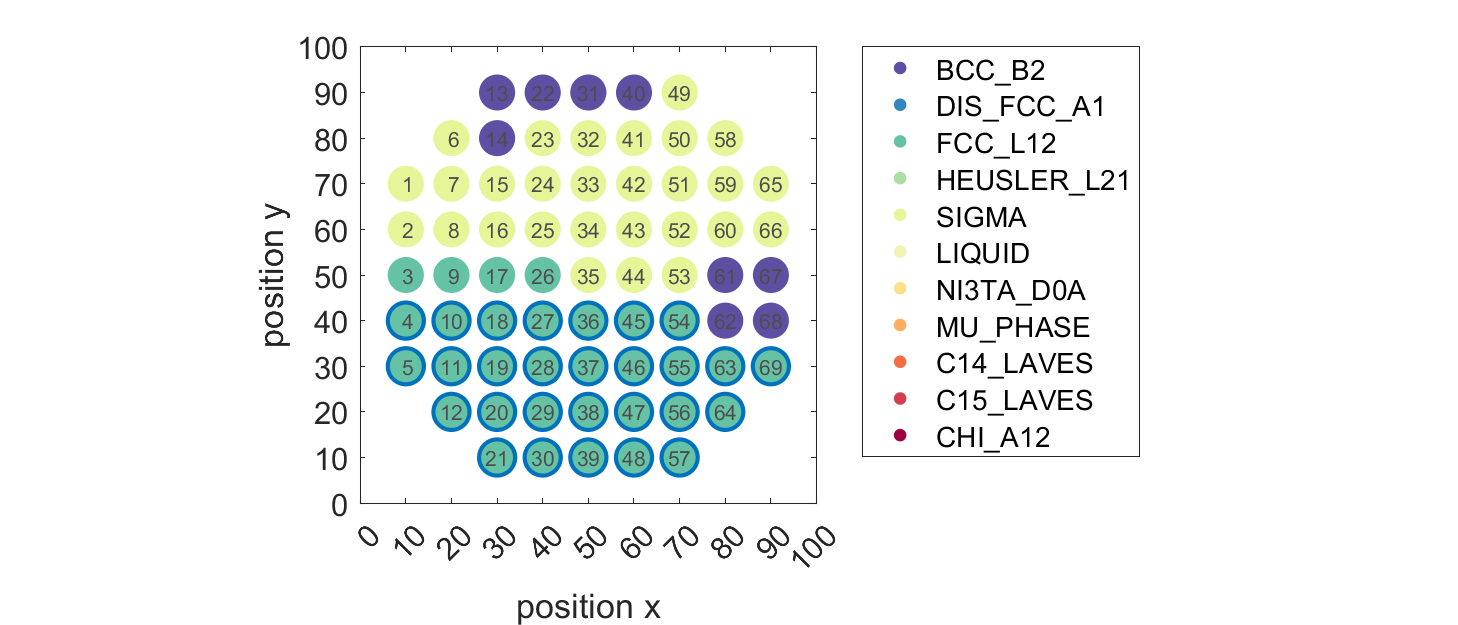 100
90 13 22 31 40 49
80 6 14 23 32 41 50 58
70 1 7 15 24 33 42 51 59 65
60 2 8 16 25 34 43 52 60 66
50 3 9 17 26 35 44 53 61 67
40 4 10 18 27 36 45 54 62 68
30 5 11 19 28 37 46 55 63 69
20 12 20 29 38 47 56 64
10 21 30 39 48 57
0
0 10 20 30 40 50 60 70 80 90 100
position x
position y
BCC_B2
DIS_FCC_A1
FCC_L12
HEUSLER_L21
SIGMA
LIQUID
NI3TA_D0A
MU_PHASE
C14_LAVES
C15_LAVES
CHI_A12